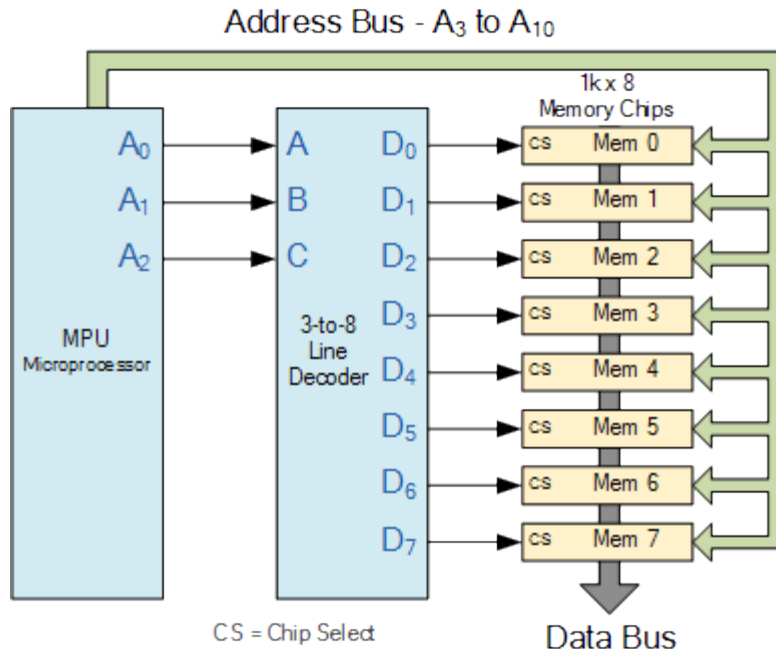 Address Bus - A₃ to A₁₀
1k x 8
Memory Chips
A₀
A
D₀
CS
Mem 0
A₁
B
D₁
CS
Mem 1
A₂
C
D₂
CS
Mem 2
D₃
CS
Mem 3
MPU
Microprocessor
3-to-8
Line
Decoder
D₄
CS
Mem 4
D₅
CS
Mem 5
D₆
CS
Mem 6
D₇
CS
Mem 7
CS = Chip Select
Data Bus